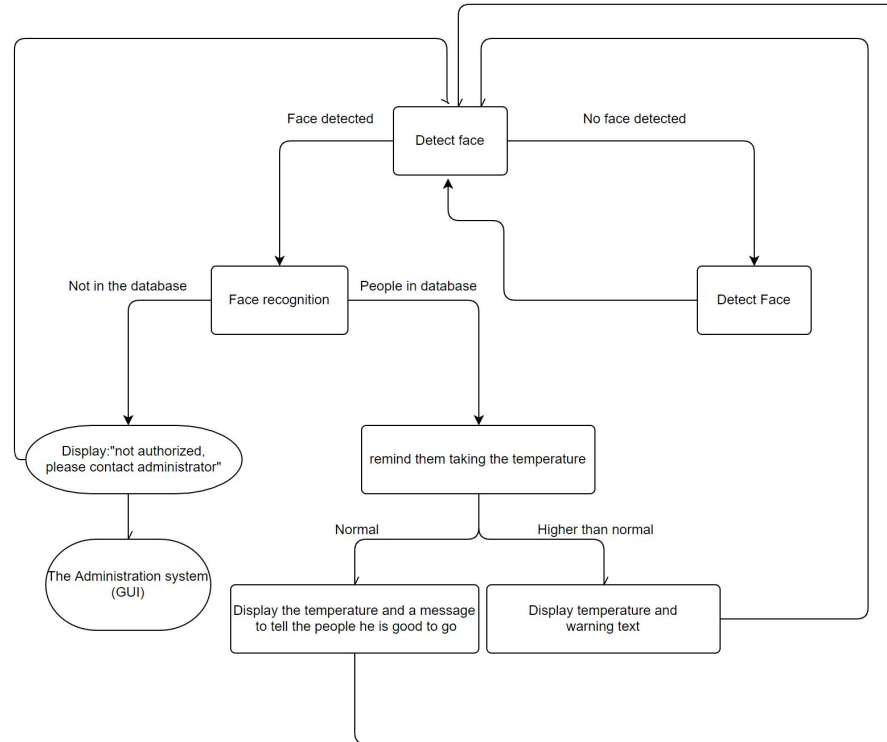 Face detected
No face detected
Detect face
Not in the database
People in database
Face recognition
Detect Face
Display:"not authorized,
please contact administrator"
remind them taking the temperature
Normal
Higher than normal
The Administration system
(GUI)
Display the temperature and a message
to tell the people he is good to go
Display temperature and
warning text